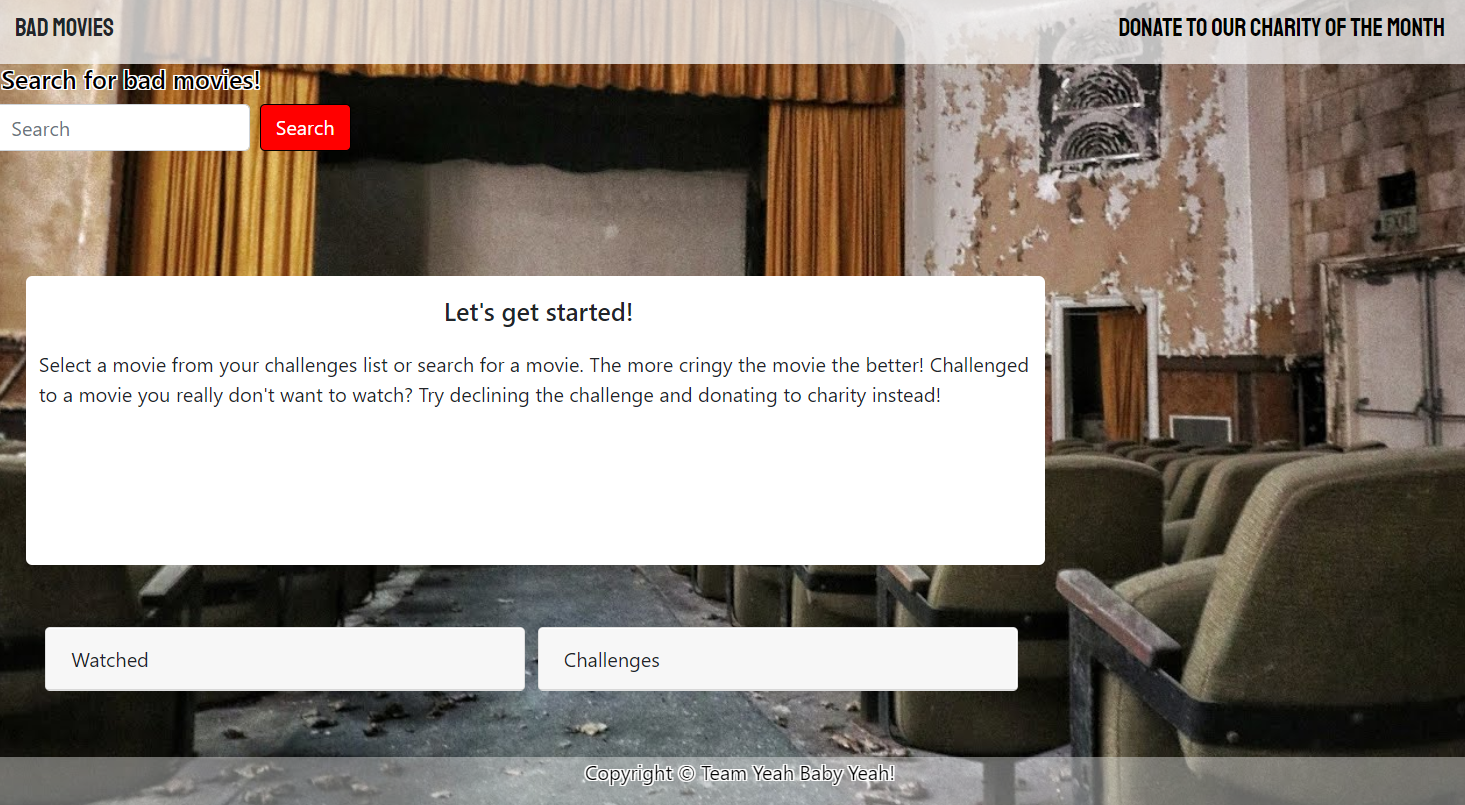 BAD MOVIES
DONATE TO OUR CHARITY OF THE MONTH
Search for bad movies!
Search
Search
EXIT
Let's get started!
Select a movie from your challenges list or search for a movie. The more cringy the movie the better! Challenged
to a movie you really don't want to watch? Try declining the challenge and donating to charity instead!
Watched
Challenges
Copyright © Team Yeah Baby Yeah!